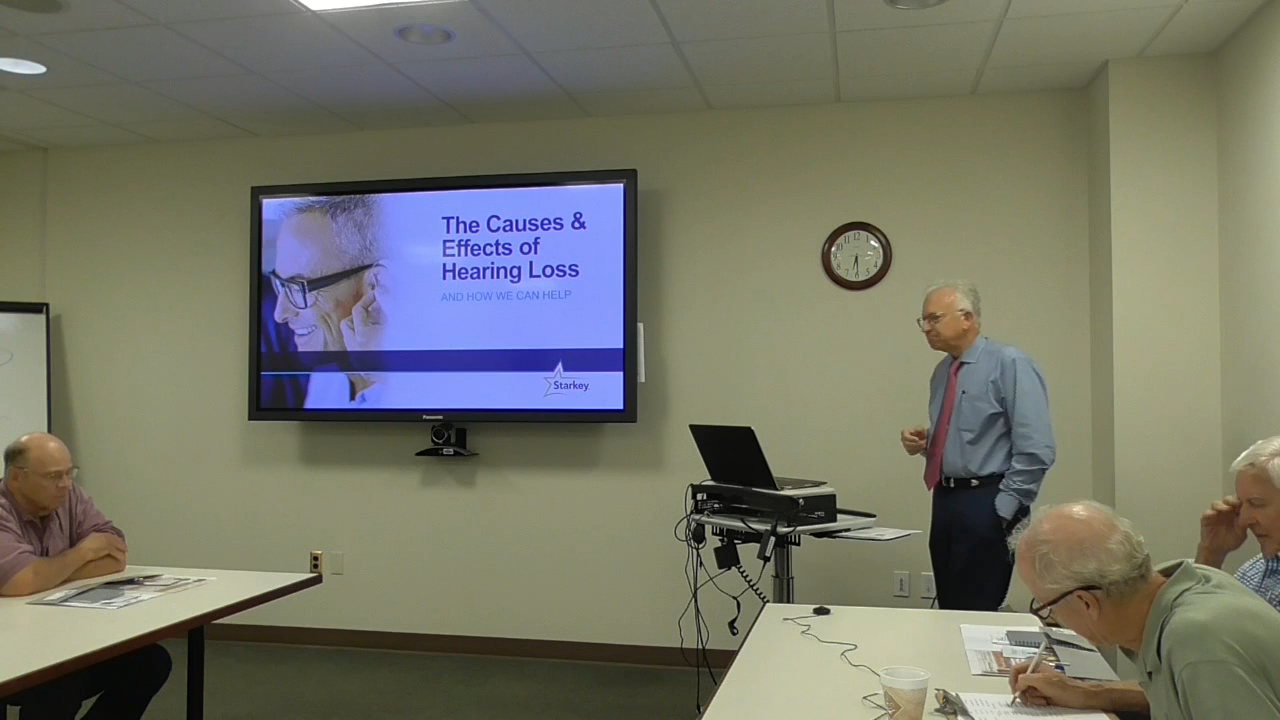 The Causes &
Effects of
Hearing Loss
AND HOW WE CAN HELP
Starkey
Panasonic